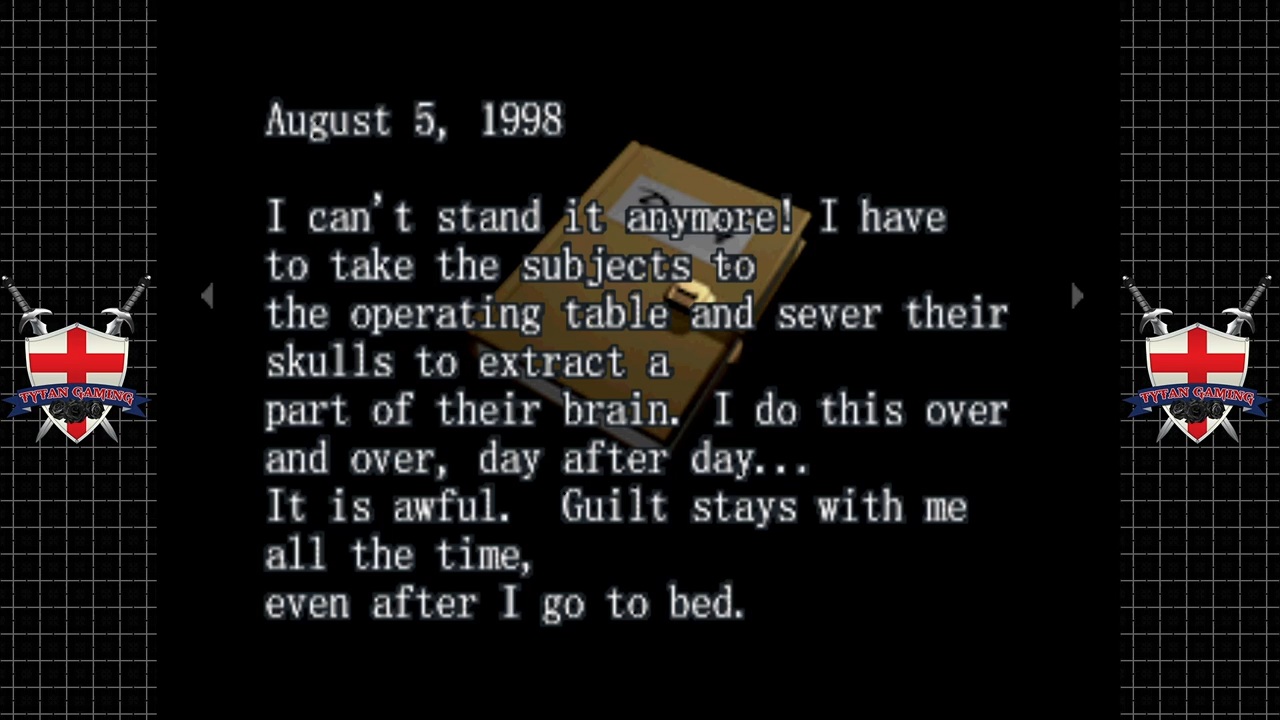 August 5, 1998
I can't stand it anymore! I have
to take the subjects to
the operating table and sever their
skulls to extract a
part of their brain. I do this over
and over, day after day...
It is awful.  Guilt stays with me
all the time,
even after I go to bed.
TYTAN GAMING
TYTAN GAMING